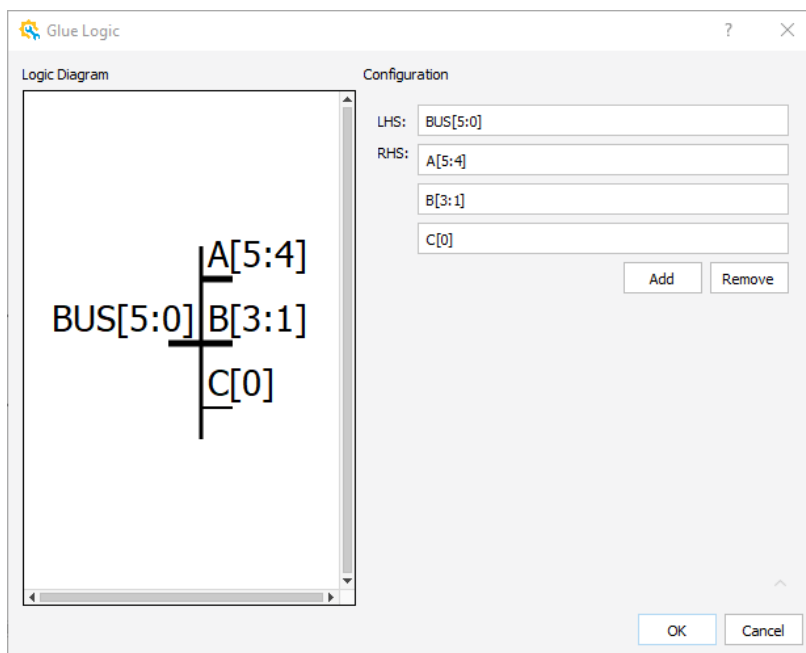 Glue Logic
?
Logic Diagram
Configuration
LHS: BUS[5:0]
RHS: A[5:4]
B[3:1]
C[0]
Add
Remove
A[5:4]
BUS[5:0] B[3:1]
C[0]
OK
Cancel